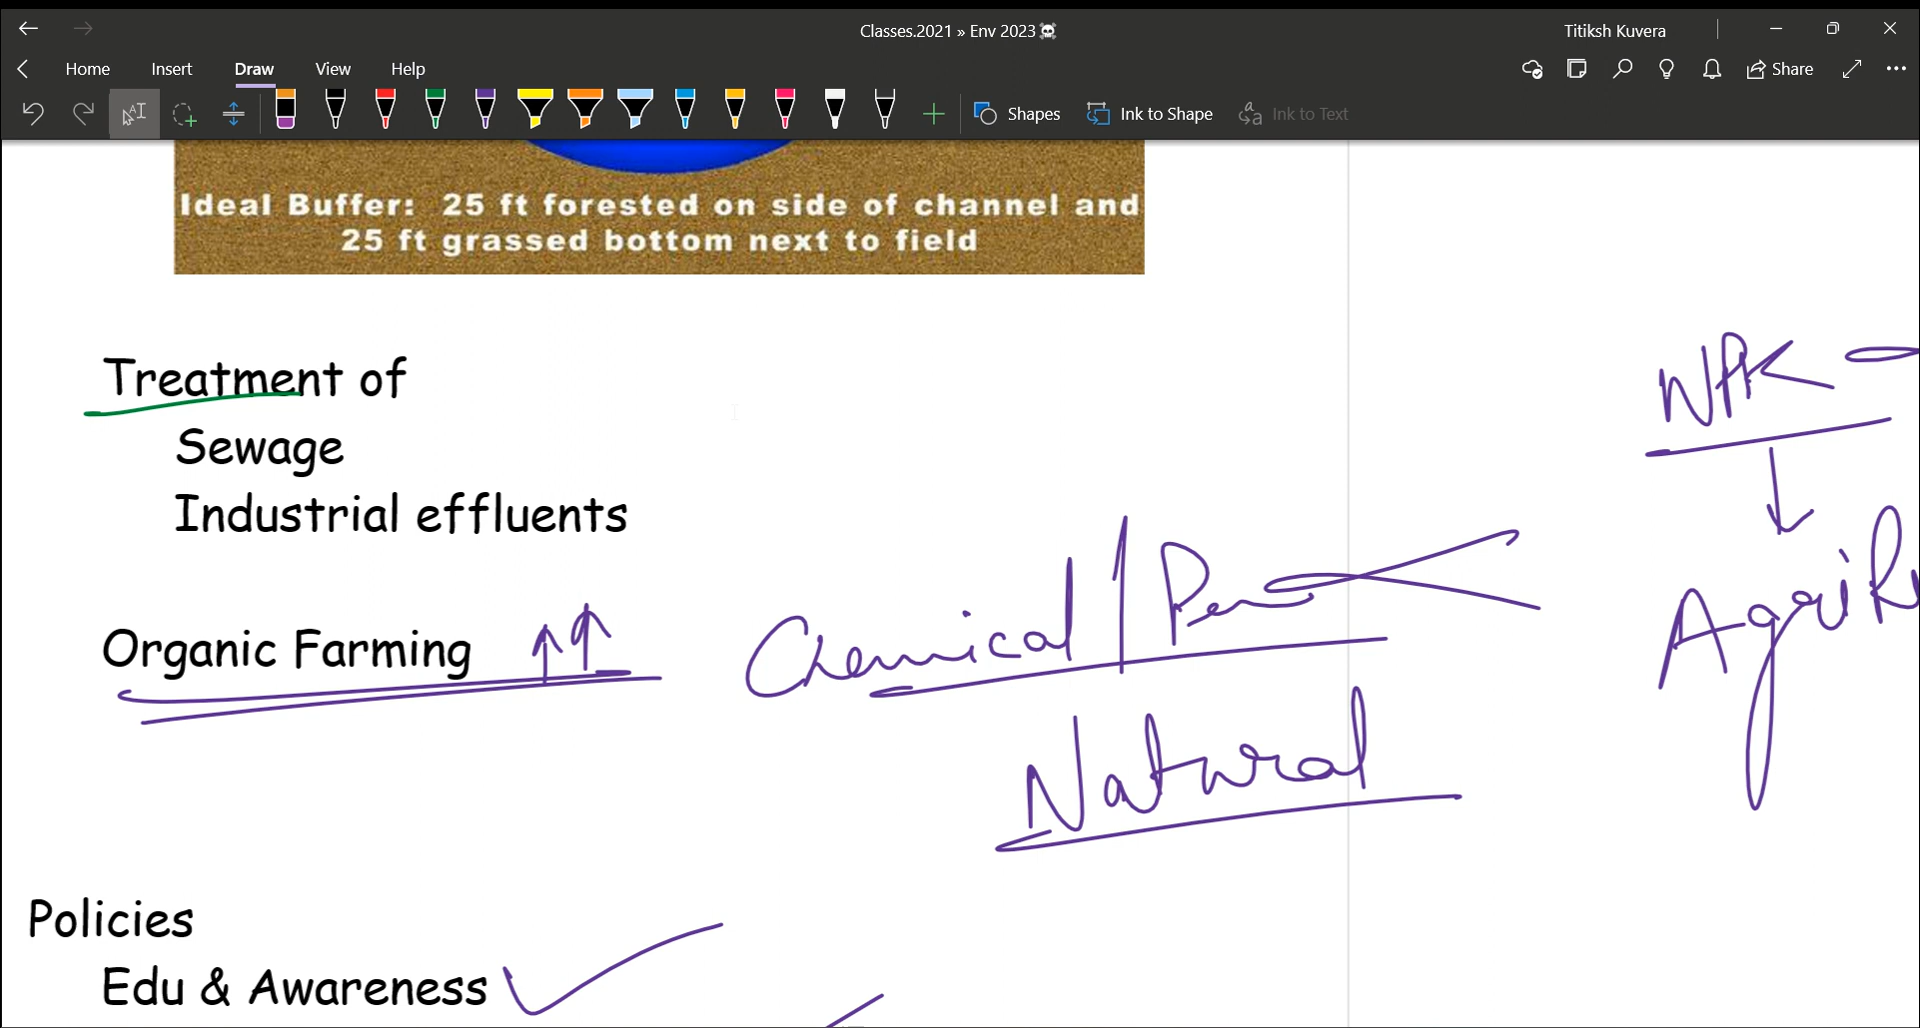 Classes.2021 » Env 2023☠
Titiksh Kuvera
Home Insert Draw View Help
Share
Shapes Ink to Shape Ink to Text
Ideal Buffer: 25 ft forested on side of channel and
25 ft grassed bottom next to field
Treatment of
Sewage
Industrial effluents
NPK
Organic Farming
Chemical
Natural
Policies
Edu & Awareness